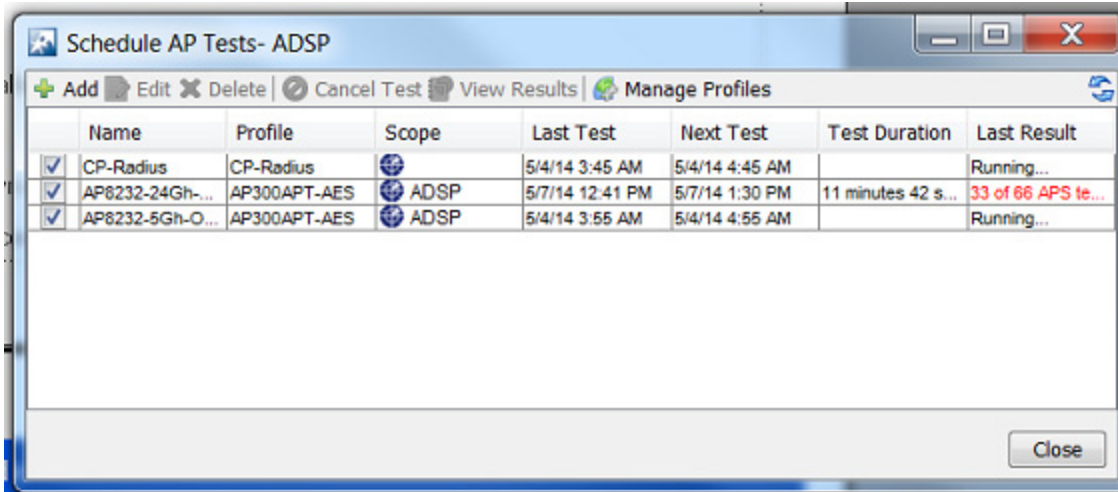 Schedule AP Tests- ADSP
Add Edit Delete Cancel Test View Results Manage Profiles
Name Profile Scope Last Test Next Test Test Duration Last Result
CP-Radius CP-Radius 5/4/14 3:45 AM 5/4/14 4:45 AM Running...
AP8232-24Gh-... AP300APT-AES ADSP 5/7/14 12:41 PM 5/7/14 1:30 PM 11 minutes 42 s... 33 of 66 APS te...
AP8232-5Gh-O... AP300APT-AES ADSP 5/4/14 3:55 AM 5/4/14 4:55 AM Running...
Close